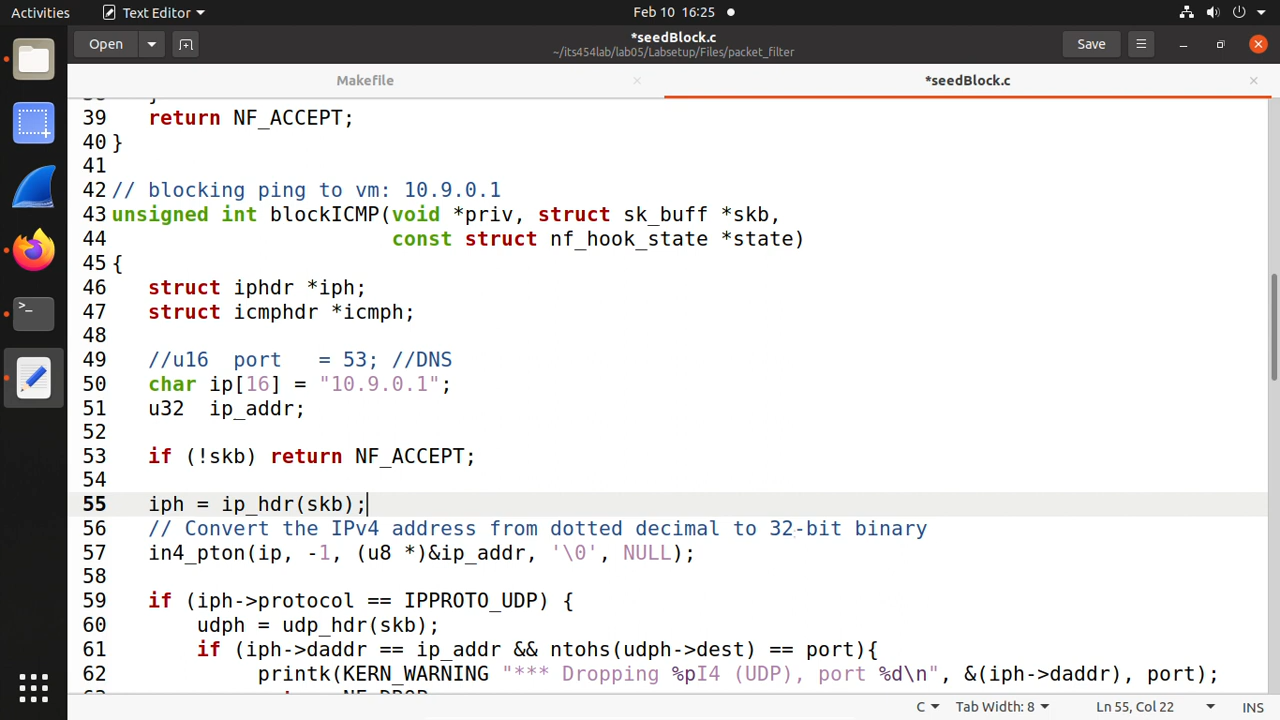 Activities Text Editor Feb 10 16:25
Open *seedBlock.c Save
~/its454lab/lab05/Labsetup/Files/packet_filter
Makefile *seedBlock.c
39 return NF_ACCEPT;
40 }
41
42 // blocking ping to vm: 10.9.0.1
43 unsigned int blockICMP(void *priv, struct sk_buff *skb,
44 const struct nf_hook_state *state)
45 {
46 struct iphdr *iph;
47 struct icmphdr *icmph;
48
49 //u16 port = 53; //DNS
50 char ip[16] = "10.9.0.1";
51 u32 ip_addr;
52
53 if (!skb) return NF_ACCEPT;
54
55 iph = ip_hdr(skb);
56 // Convert the IPv4 address from dotted decimal to 32-bit binary
57 in4_pton(ip, -1, (u8 *)&ip_addr, '\0', NULL);
58
59 if (iph->protocol == IPPROTO_UDP) {
60 udph = udp_hdr(skb);
61 if (iph->daddr == ip_addr && ntohs(udph->dest) == port){
62 printk(KERN_WARNING "*** Dropping %pI4 (UDP), port %d\n", &(iph->daddr), port);
C Tab Width: 8 Ln 55, Col 22 INS